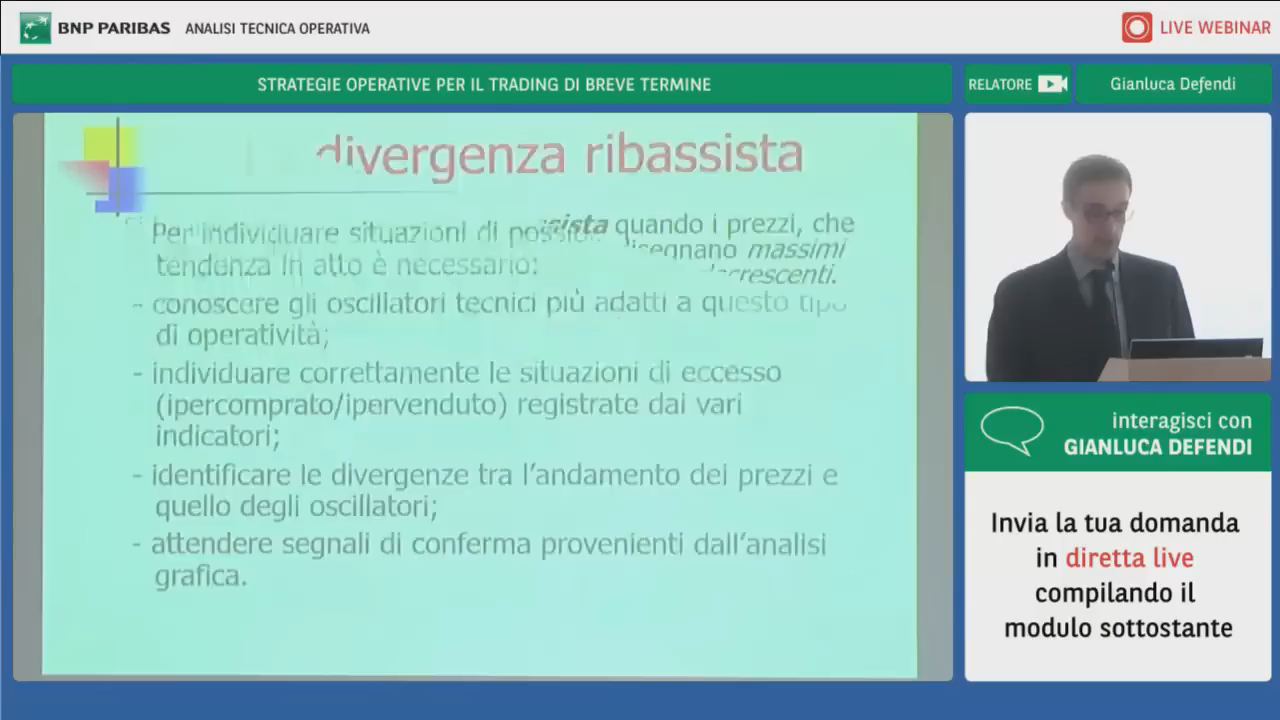 BNP PARIBAS
ANALISI TECNICA OPERATIVA
LIVE WEBINAR
STRATEGIE OPERATIVE PER IL TRADING DI BREVE TERMINE
RELATORE
Gianluca Defendi
divergenza ribassista
quando i prezzi, che
Per individuare situazioni di
massimi
tendenza in atto è necessario:
- conoscere gli oscillatori tecnici più adatti a questo tipo
di operatività;
- individuare correttamente le situazioni di eccesso
(ipercomprato/ipervenduto) registrate dai vari
indicatori;
- identificare le divergenze tra l'andamento dei prezzi e
quello degli oscillatori;
- attendere segnali di conferma provenienti dall'analisi
grafica.
interagisci con
GIANLUCA DEFENDI
Invia la tua domanda
in diretta live
compilando il
modulo sottostante